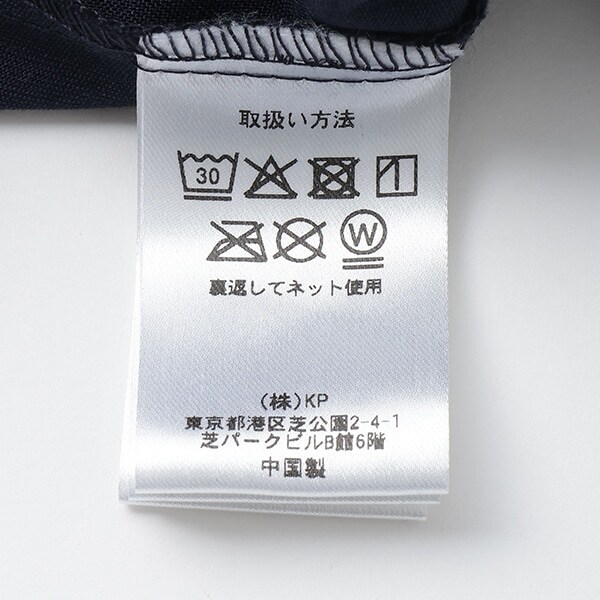 取扱い方法
30
W
裏返してネット使用
(株)KP
東京都港区芝公園2-4-1
芝パークビルB館6階
中国製